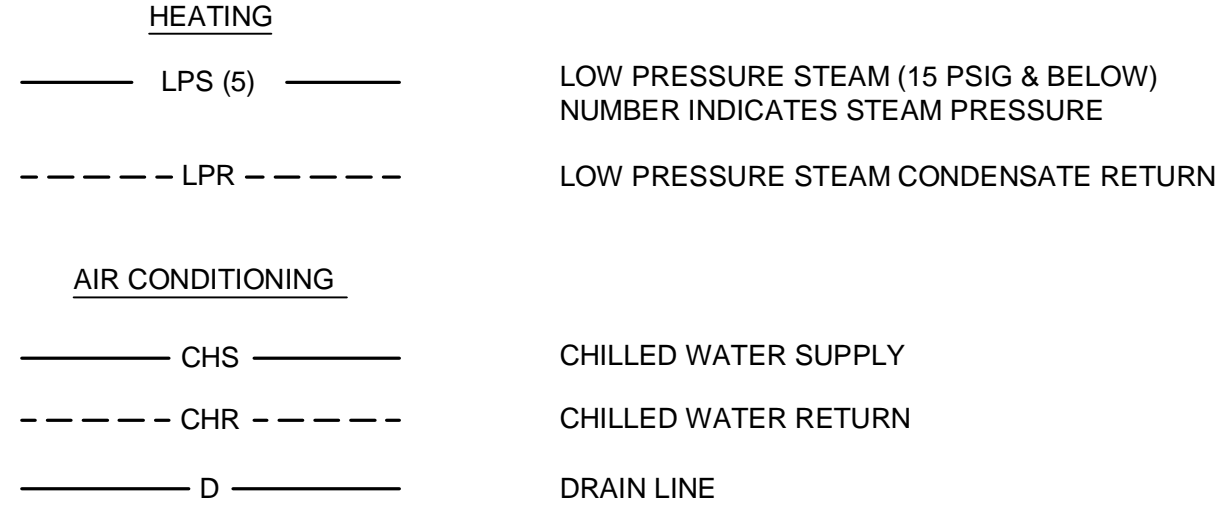 HEATING
LPS (5) LOW PRESSURE STEAM (15 PSIG & BELOW)
NUMBER INDICATES STEAM PRESSURE
LPR LOW PRESSURE STEAM CONDENSATE RETURN
AIR CONDITIONING
CHS CHILLED WATER SUPPLY
CHR CHILLED WATER RETURN
D DRAIN LINE